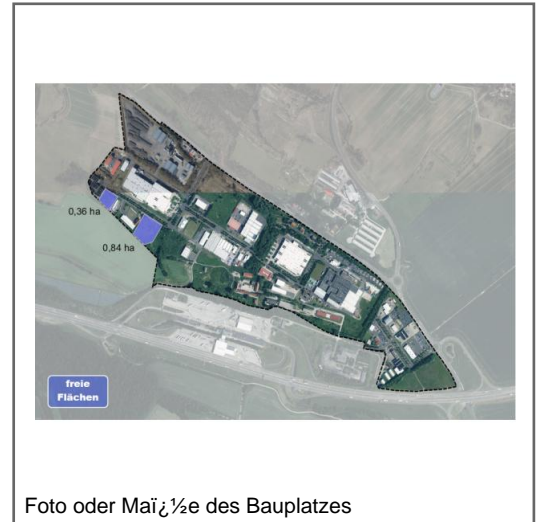 0,36 ha
0,84 ha
freie
Flächen
Foto oder Maï¿½e des Bauplatzes